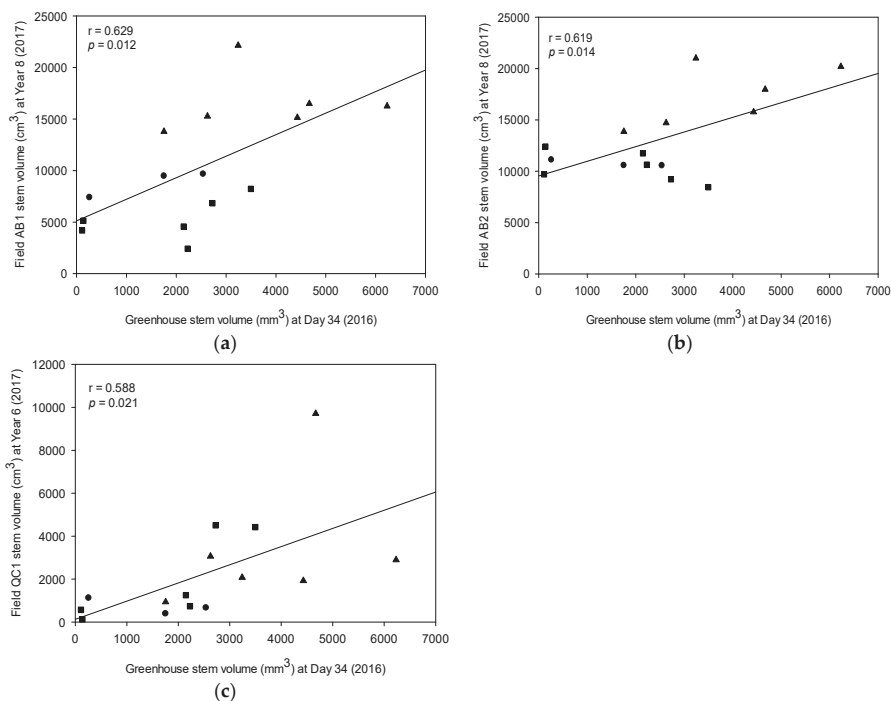 r = 0.629
p = 0.012
25000
20000
15000
10000
5000
0
Field AB1 stem volume (cm³) at Year 8 (2017)
0 1000 2000 3000 4000 5000 6000 7000
Greenhouse stem volume (mm³) at Day 34 (2016)
(a)
r = 0.619
p = 0.014
25000
20000
15000
10000
5000
0
Field AB2 stem volume (cm³) at Year 8 (2017)
0 1000 2000 3000 4000 5000 6000 7000
Greenhouse stem volume (mm³) at Day 34 (2016)
(b)
r = 0.588
p = 0.021
12000
10000
8000
6000
4000
2000
0
Field QC1 stem volume (cm³) at Year 6 (2017)
0 1000 2000 3000 4000 5000 6000 7000
Greenhouse stem volume (mm³) at Day 34 (2016)
(c)